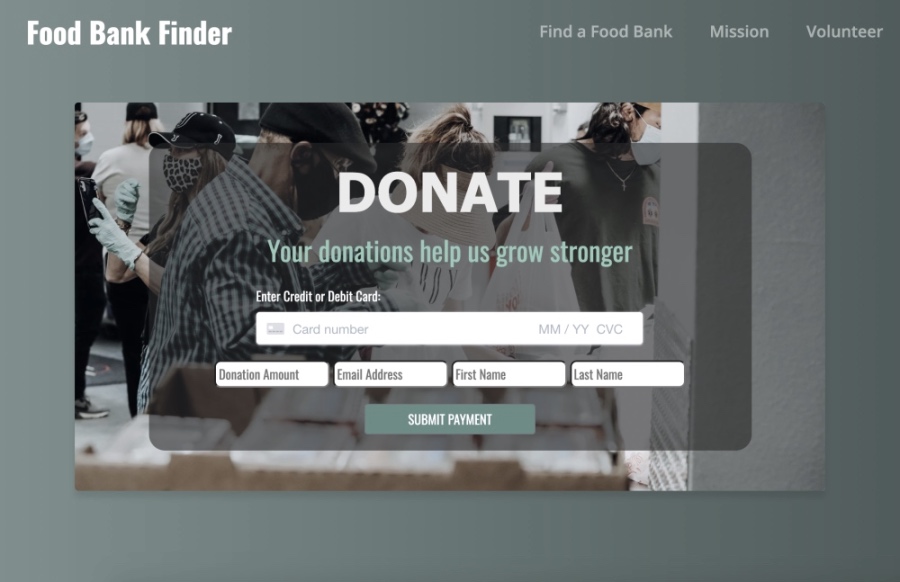 Food Bank Finder
Find a Food Bank Mission Volunteer
DONATE
Your donations help us grow stronger
Enter Credit or Debit Card:
Card number MM / YY CVC
Donation Amount Email Address First Name Last Name
SUBMIT PAYMENT